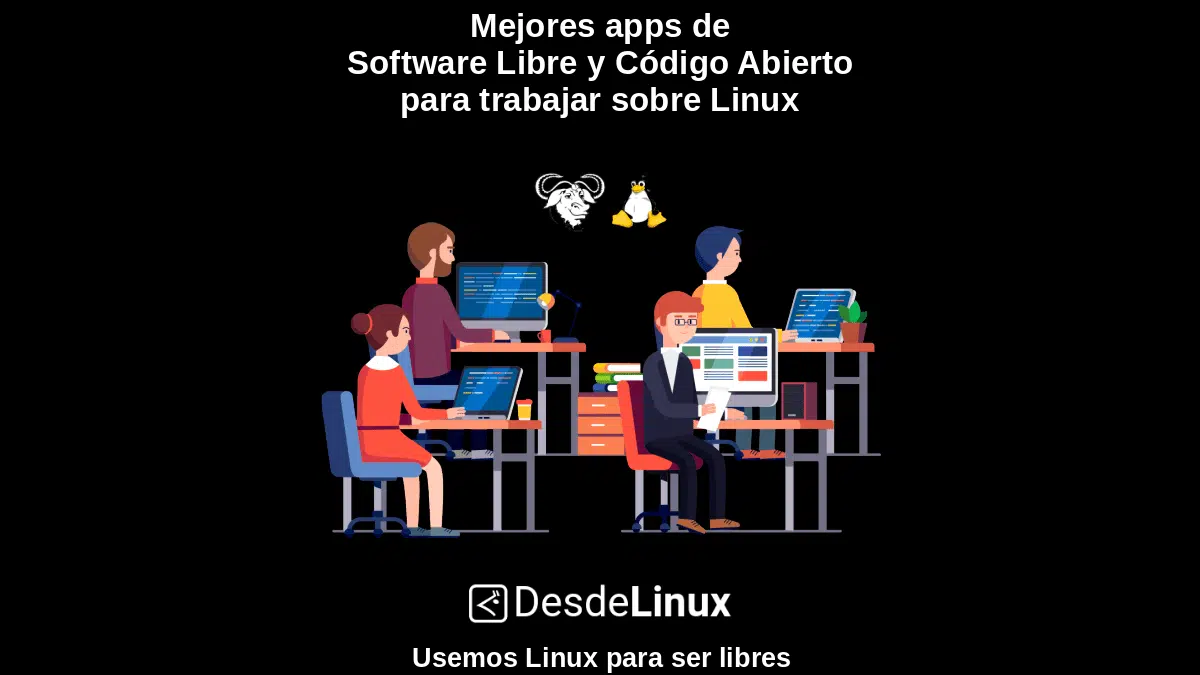 Mejores apps de
Software Libre y Código Abierto
para trabajar sobre Linux
DesdeLinux
Usemos Linux para ser libres